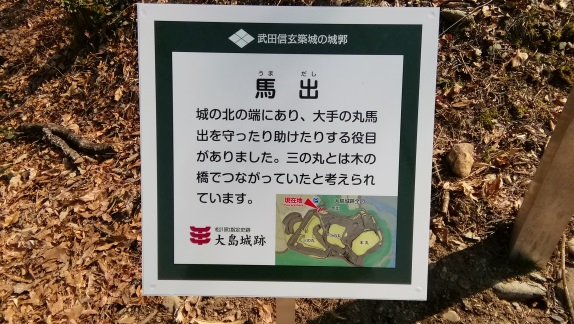 武田信玄築城の城郭
うま だし
馬出
城の北の端にあり、大手の丸馬
出を守ったり助けたりする役目
がありました。三の丸とは木の
橋でつながっていたと考えられ
ています。
現在地
大島城跡